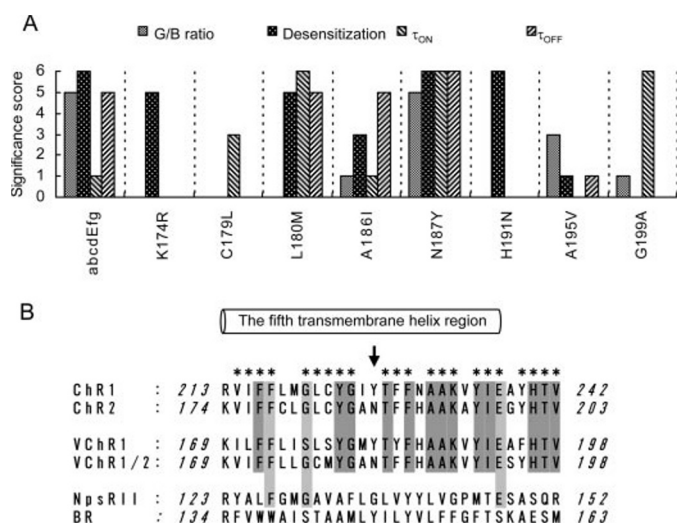 A
G/B ratio Desensitization τON τOFF
Significance score
6
5
4
3
2
1
0
abcdEfg K174R C179L L180M A186I N187Y H191N A195V G199A
B
The fifth transmembrane helix region
**** ***** *** *** *** ****
ChR1 : 213 RVIFFLMGLCYGIYTFFNAAKVYIEAYHTV 242
ChR2 : 174 KVIFFCLGLCYGANTFFHAAKAYIEGYHTV 203
VChR1 : 169 KILFFLISLSYGMYTYFHAAKVYIEAFHTV 198
VChR1/2 : 169 KVIFFLLGCMYGANTFFHAAKVYIESYHTV 198
NpsRII : 123 RYALFGMGAVAFLGLVYYLVGPMTESASQR 152
BR : 134 RFVWWAISTAAMLYILYVLFFGFTSKAESM 163